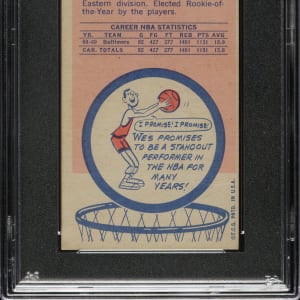 Eastern division. Elected Rookie-of-
the-Year by the players.
CAREER NBA STATISTICS
YR. TEAM G FG FT REB PTS AVG
68-69 Baltimore 82 427 277 1491 1131 13.8
CAR. TOTALS 82 427 277 1491 1131 13.8
I PROMISE! I PROMISE!
WES PROMISES
TO BE A STANDOUT
PERFORMER IN
THE NBA FOR
MANY
YEARS!
©T.C.G. PRTD. IN U.S.A.